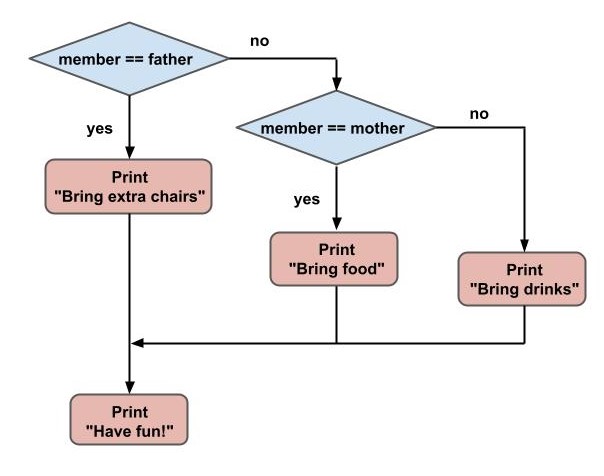 member == father
no
member == mother
no
yes
Print
"Bring extra chairs"
yes
Print
"Bring food"
Print
"Bring drinks"
Print
"Have fun!"